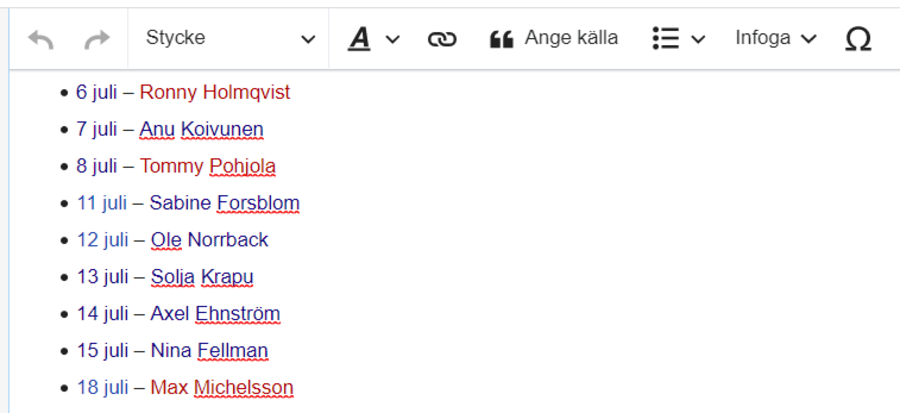 Stycke A Ange källa Infoga Ω
• 6 juli – Ronny Holmqvist
• 7 juli – Anu Koivunen
• 8 juli – Tommy Pohjola
• 11 juli – Sabine Forsblom
• 12 juli – Ole Norrback
• 13 juli – Solja Krapu
• 14 juli – Axel Ehnström
• 15 juli – Nina Fellman
• 18 juli – Max Michelsson